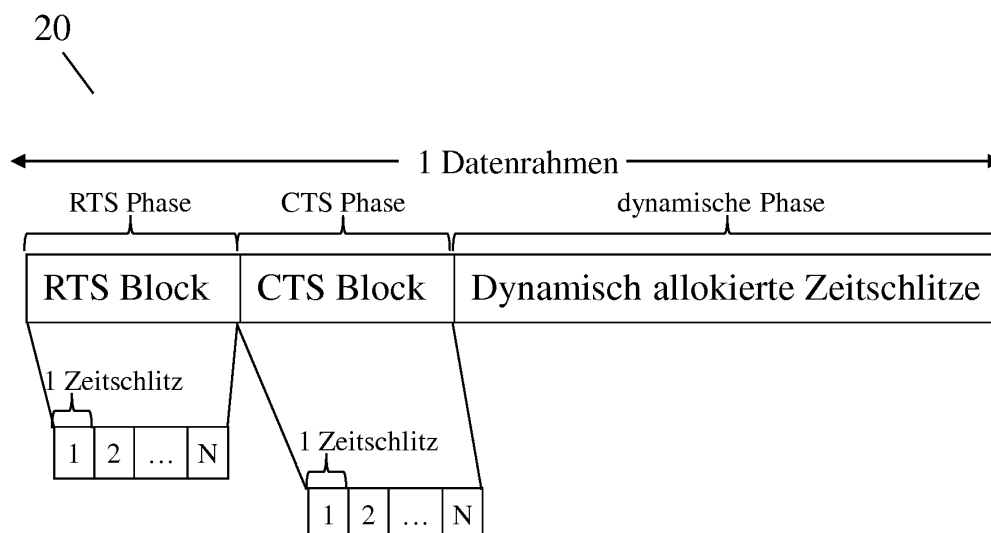 20
1 Datenrahmen
RTS Phase CTS Phase dynamische Phase
RTS Block CTS Block Dynamisch allokierte Zeitschlitze
1 Zeitschlitz
1 2 … N
1 Zeitschlitz
1 2 … N